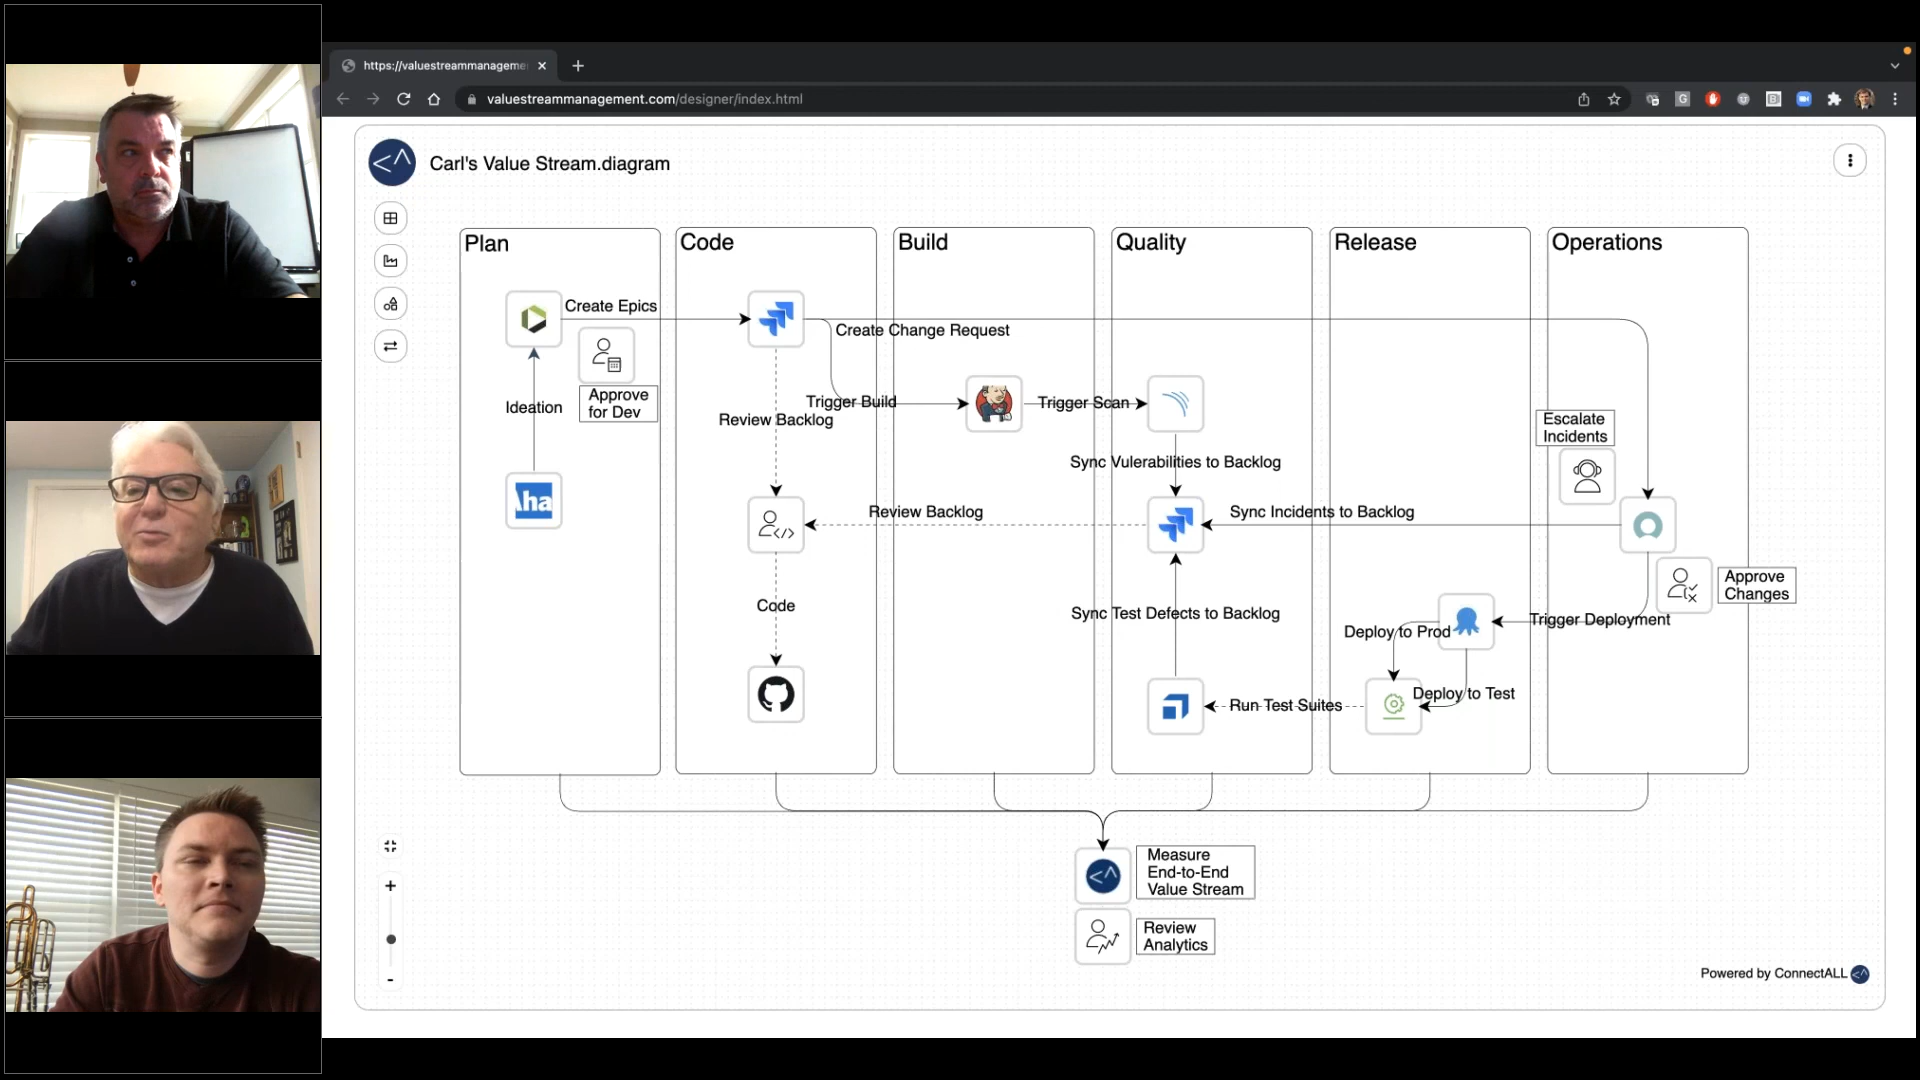 https://valuestreammanageme
valuestreammanagement.com/designer/index.html
Carl's Value Stream.diagram
Plan
Code
Build
Quality
Release
Operations
Create Epics
Create Change Request
Approve
for Dev
Ideation
Trigger Build
Trigger Scan
Review Backlog
Escalate
Incidents
Sync Vulerabilities to Backlog
Aha
Review Backlog
Sync Incidents to Backlog
Approve
Changes
Code
Sync Test Defects to Backlog
Trigger Deployment
Deploy to Prod
Deploy to Test
Run Test Suites
Measure
End-to-End
Value Stream
Review
Analytics
Powered by ConnectALL